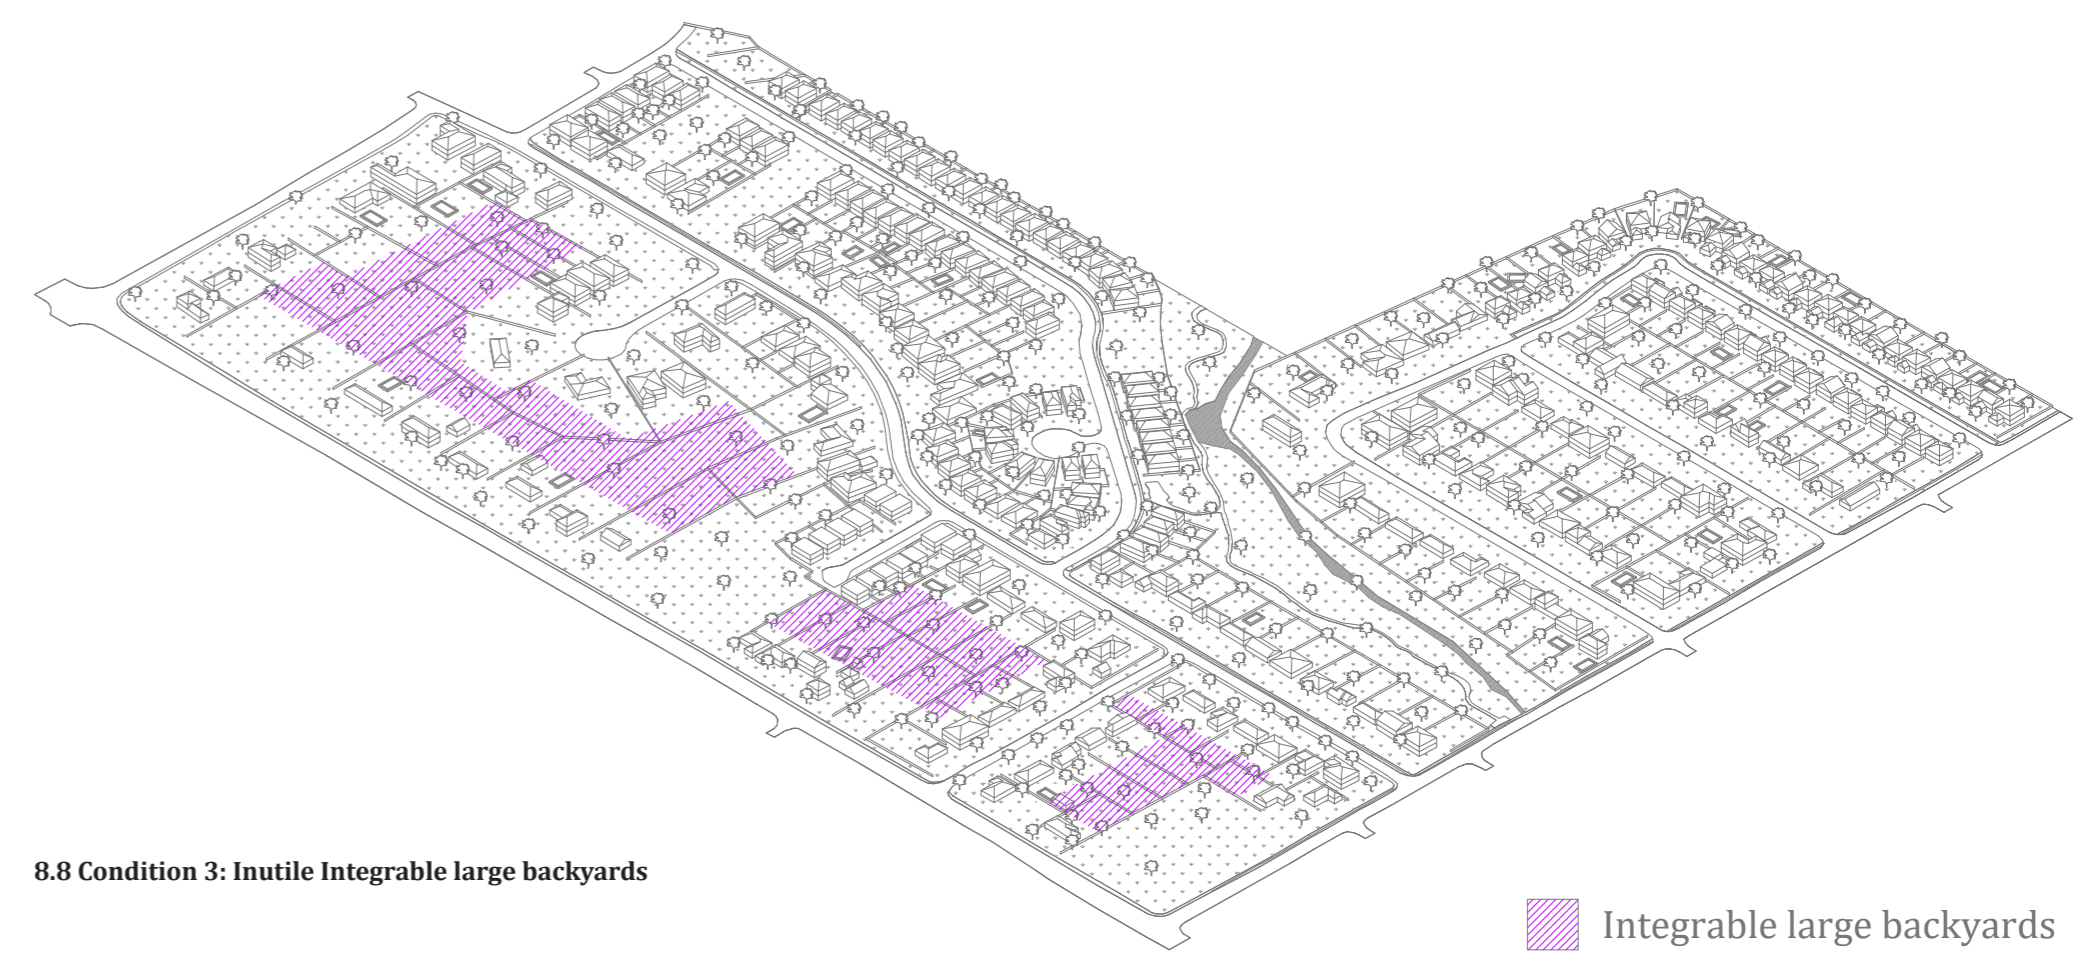 8.8 Condition 3: Inutile Integrable large backyards
Integrable large backyards